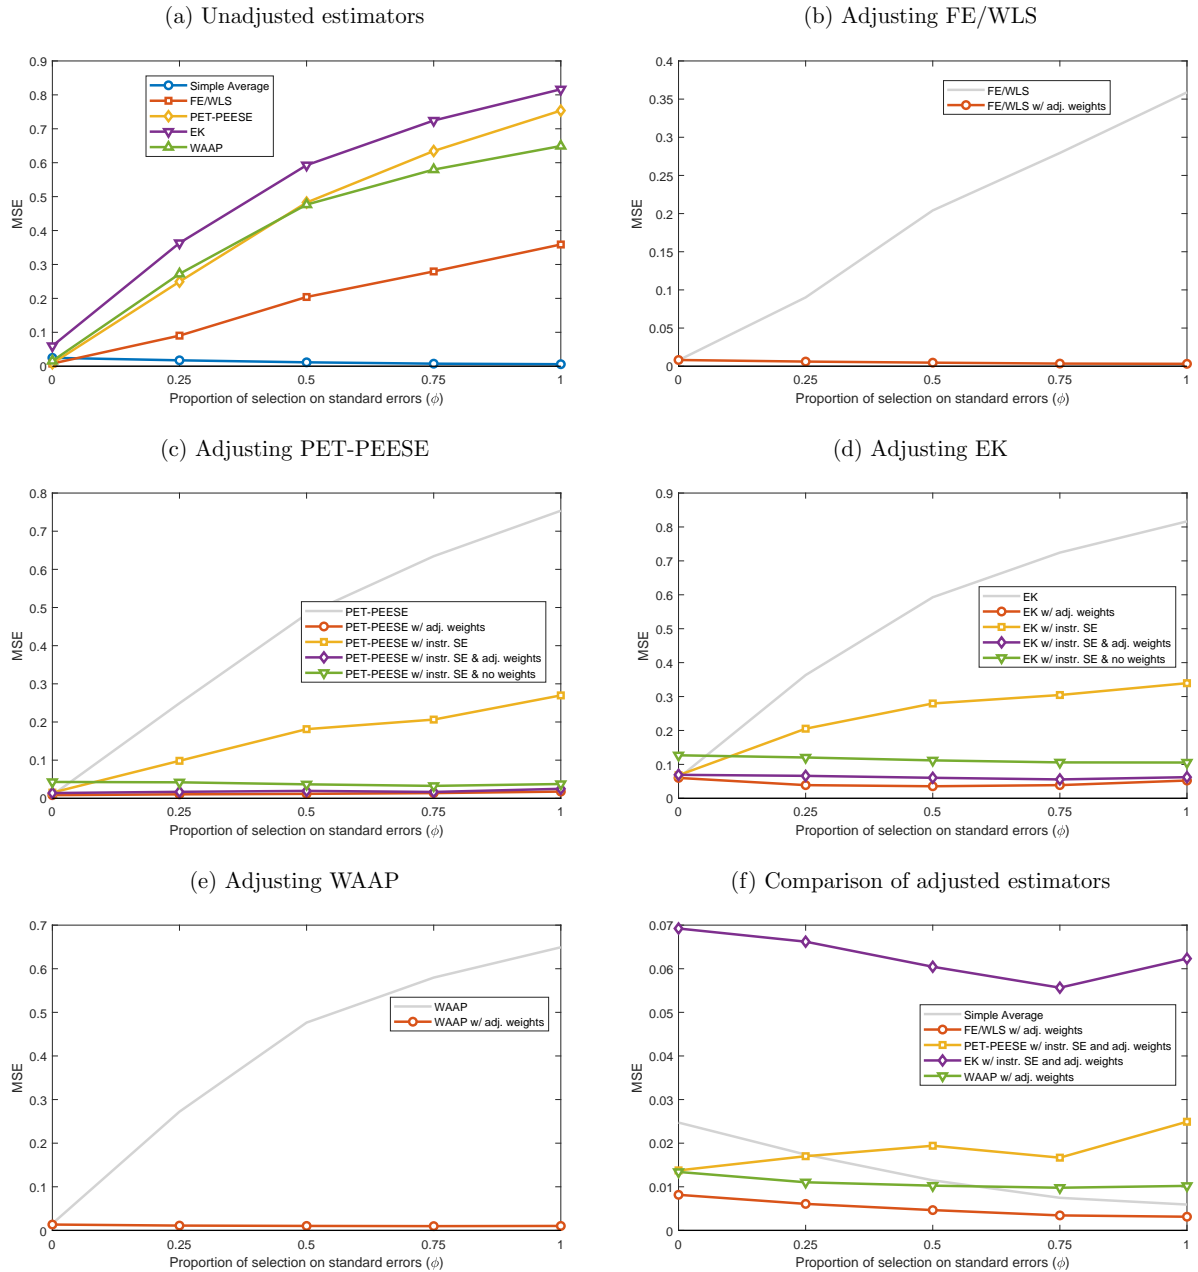 (a) Unadjusted estimators
0.9
0.8
0.7
0.6
0.5
0.4
0.3
0.2
0.1
0
MSE
Simple Average
FE/WLS
PET-PEESE
EK
WAAP
0 0.25 0.5 0.75 1
Proportion of selection on standard errors (ϕ)
(b) Adjusting FE/WLS
0.4
0.35
0.3
0.25
0.2
0.15
0.1
0.05
0
MSE
FE/WLS
FE/WLS w/ adj. weights
0 0.25 0.5 0.75 1
Proportion of selection on standard errors (ϕ)
(c) Adjusting PET-PEESE
0.8
0.7
0.6
0.5
0.4
0.3
0.2
0.1
0
MSE
PET-PEESE
PET-PEESE w/ adj. weights
PET-PEESE w/ instr. SE
PET-PEESE w/ instr. SE & adj. weights
PET-PEESE w/ instr. SE & no weights
0 0.25 0.5 0.75 1
Proportion of selection on standard errors (ϕ)
(d) Adjusting EK
0.9
0.8
0.7
0.6
0.5
0.4
0.3
0.2
0.1
0
MSE
EK
EK w/ adj. weights
EK w/ instr. SE
EK w/ instr. SE & adj. weights
EK w/ instr. SE & no weights
0 0.25 0.5 0.75 1
Proportion of selection on standard errors (ϕ)
(e) Adjusting WAAP
0.7
0.6
0.5
0.4
0.3
0.2
0.1
0
MSE
WAAP
WAAP w/ adj. weights
0 0.25 0.5 0.75 1
Proportion of selection on standard errors (ϕ)
(f) Comparison of adjusted estimators
0.07
0.06
0.05
0.04
0.03
0.02
0.01
0
MSE
Simple Average
FE/WLS w/ adj. weights
PET-PEESE w/ instr. SE and adj. weights
EK w/ instr. SE and adj. weights
WAAP w/ adj. weights
0 0.25 0.5 0.75 1
Proportion of selection on standard errors (ϕ)